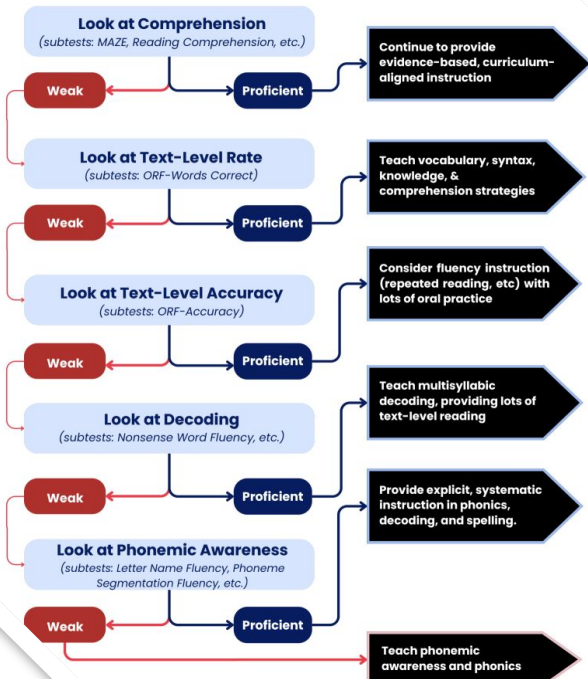 Look at Comprehension
(subtests: MAZE, Reading Comprehension, etc.)
Weak
Proficient
Continue to provide
evidence-based, curriculum-
aligned instruction
Look at Text-Level Rate
(subtests: ORF-Words Correct)
Weak
Proficient
Teach vocabulary, syntax,
knowledge, &
comprehension strategies
Look at Text-Level Accuracy
(subtests: ORF-Accuracy)
Weak
Proficient
Consider fluency instruction
(repeated reading, etc) with
lots of oral practice
Look at Decoding
(subtests: Nonsense Word Fluency, etc.)
Weak
Proficient
Teach multisyllabic
decoding, providing lots of
text-level reading
Look at Phonemic Awareness
(subtests: Letter Name Fluency, Phoneme
Segmentation Fluency, etc.)
Weak
Proficient
Provide explicit, systematic
instruction in phonics,
decoding, and spelling.
Teach phonemic
awareness and phonics